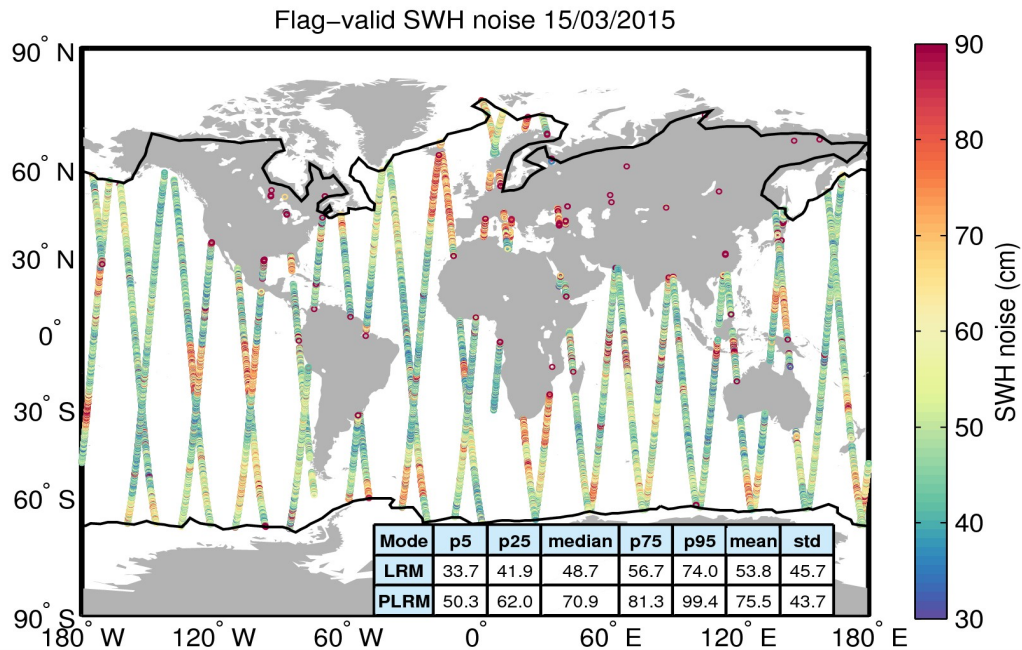 Flag−valid SWH noise 15/03/2015
90° N
60° N
30° N
0°
30° S
60° S
90° S
180° W
120° W
60° W
0°
60° E
120° E
180° E
90
80
70
60
50
40
30
SWH noise (cm)
Mode p5 p25 median p75 p95 mean std
LRM 33.7 41.9 48.7 56.7 74.0 53.8 45.7
PLRM 50.3 62.0 70.9 81.3 99.4 75.5 43.7